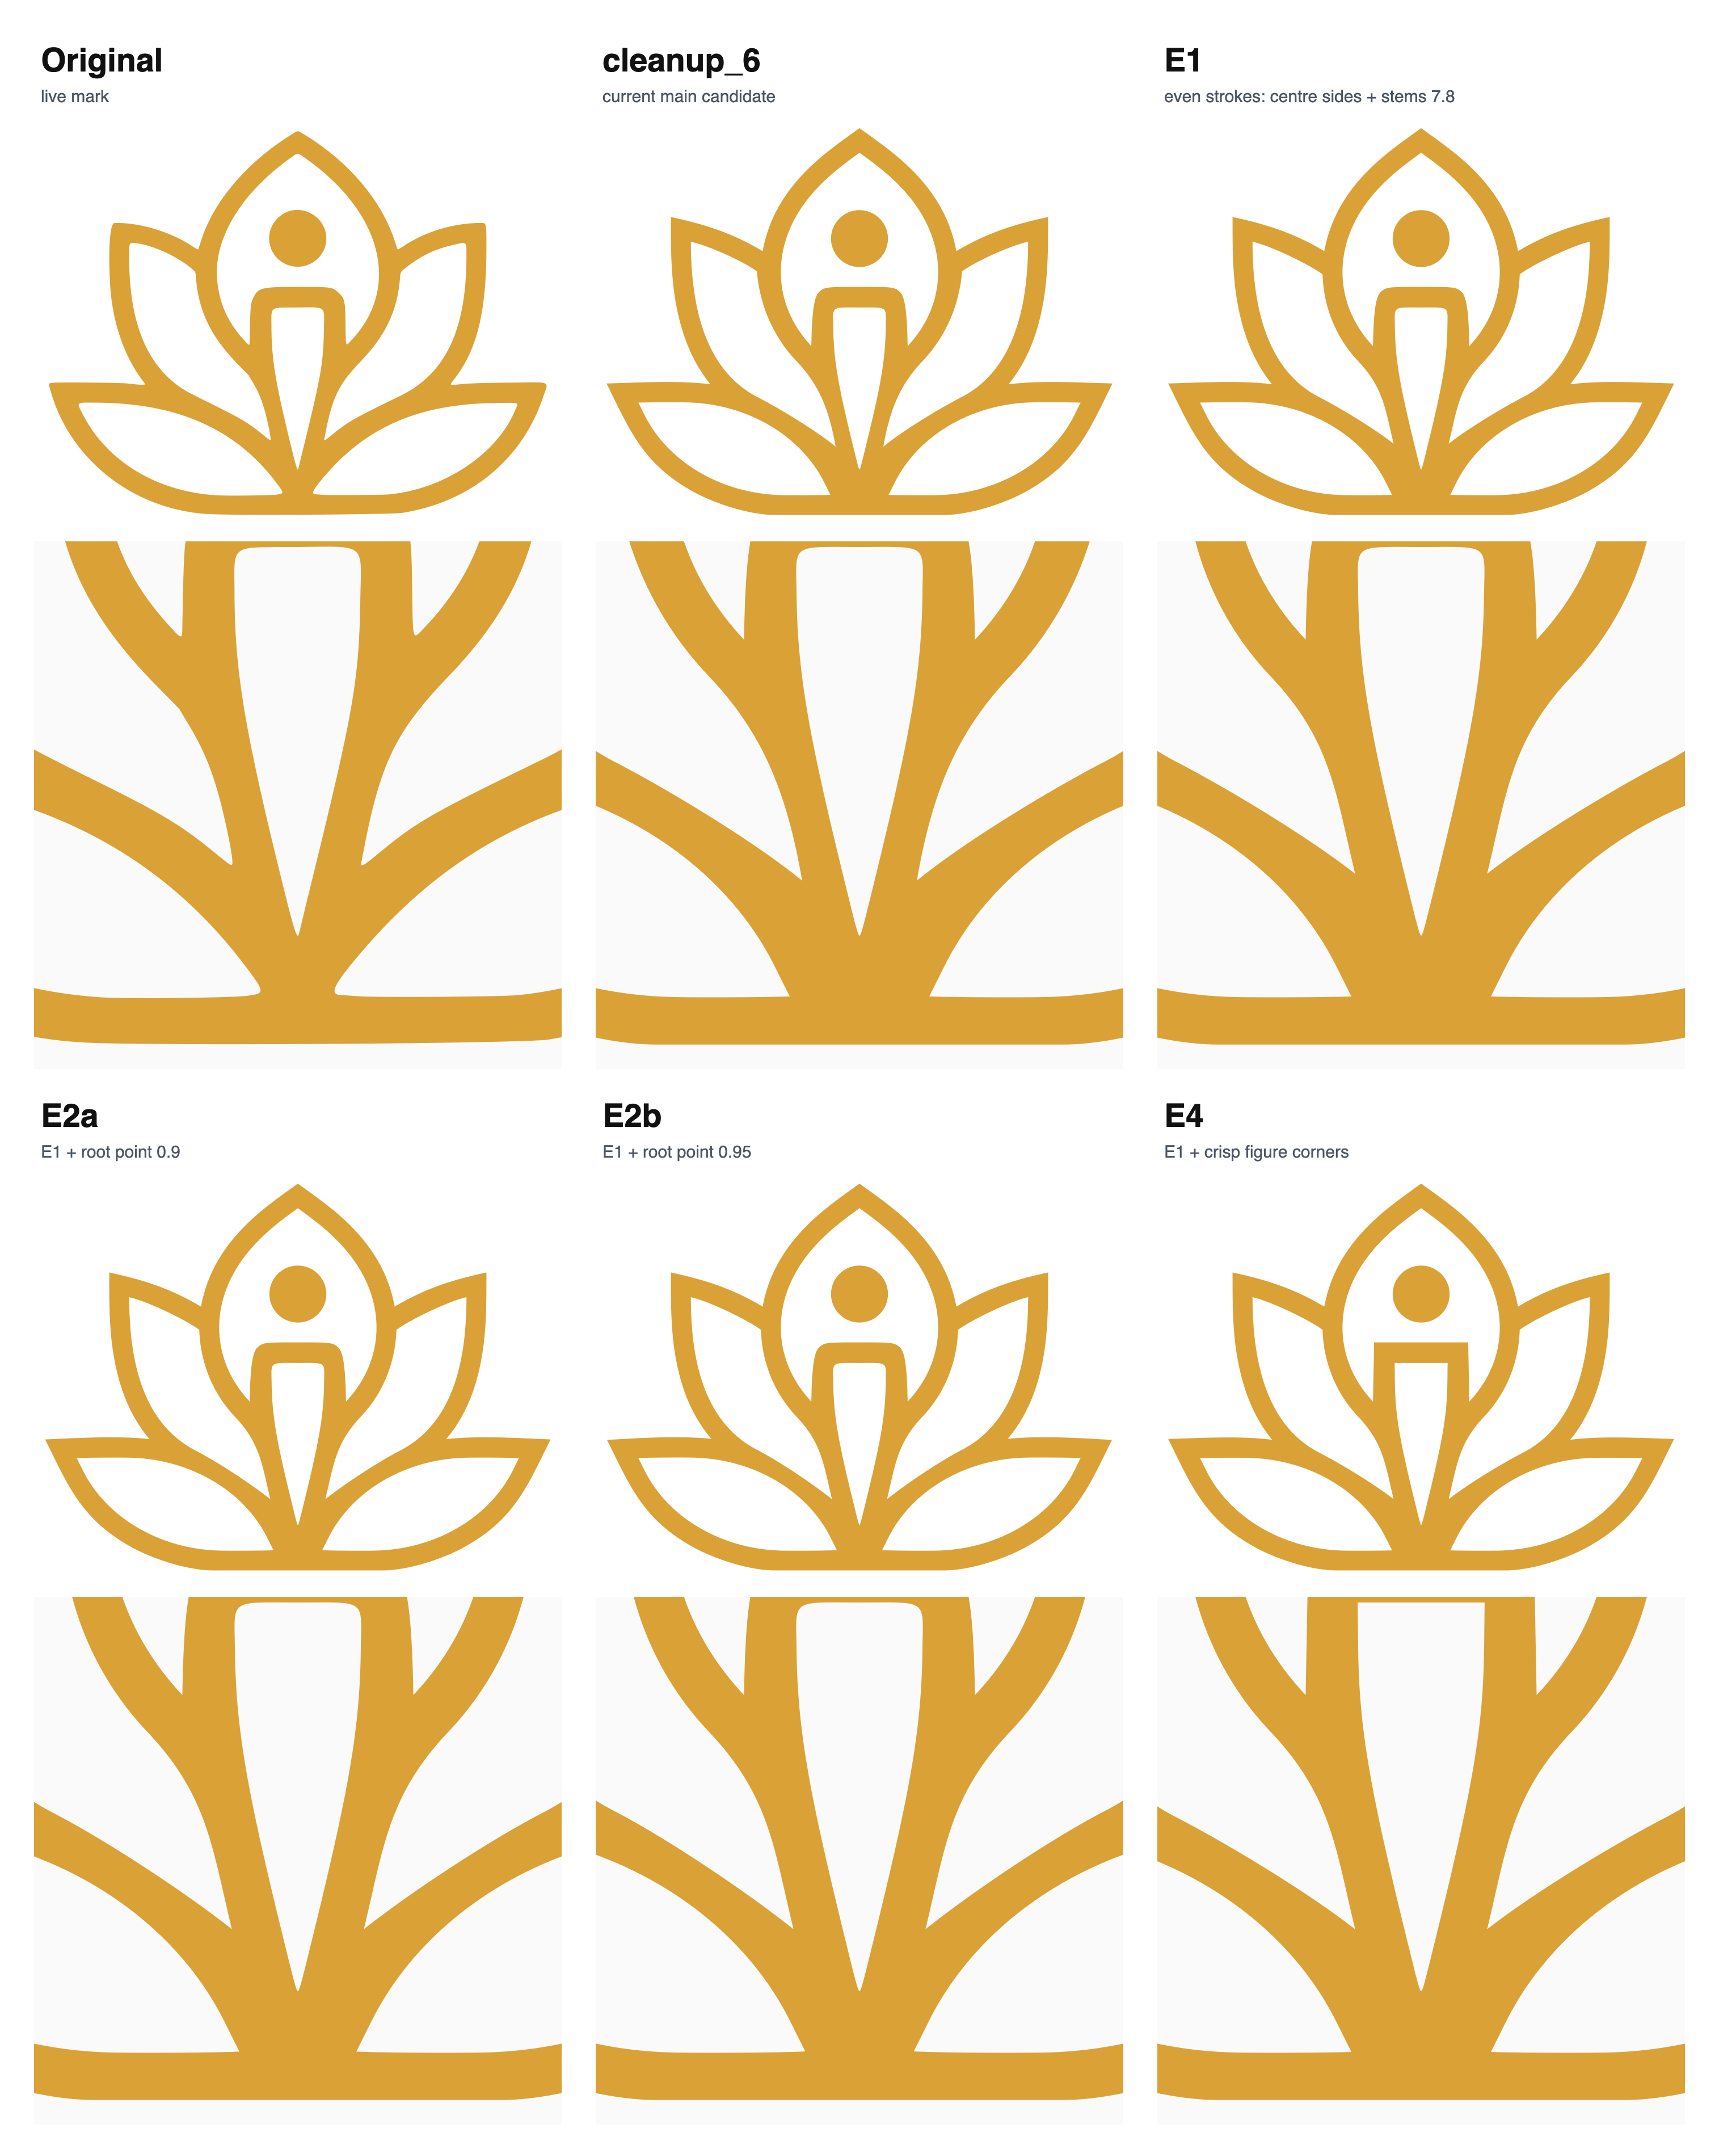 Original
live mark
cleanup_6
current main candidate
E1
even strokes: centre sides + stems 7.8
E2a
E1 + root point 0.9
E2b
E1 + root point 0.95
E4
E1 + crisp figure corners